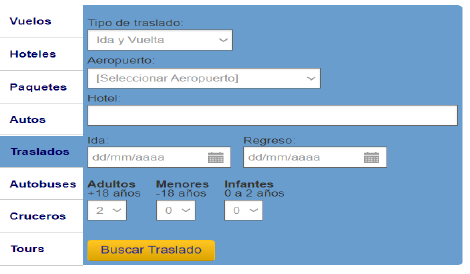 Vuelos
Hoteles
Paquetes
Autos
Traslados
Autobuses
Cruceros
Tours
Tipo de traslado:
Ida y Vuelta
Aeropuerto:
[Seleccionar Aeropuerto]
Hotel:
Ida: Regreso:
dd/mm/aaaa dd/mm/aaaa
Adultos Menores Infantes
+18 años -18 años 0 a 2 años
2 0 0
Buscar Traslado